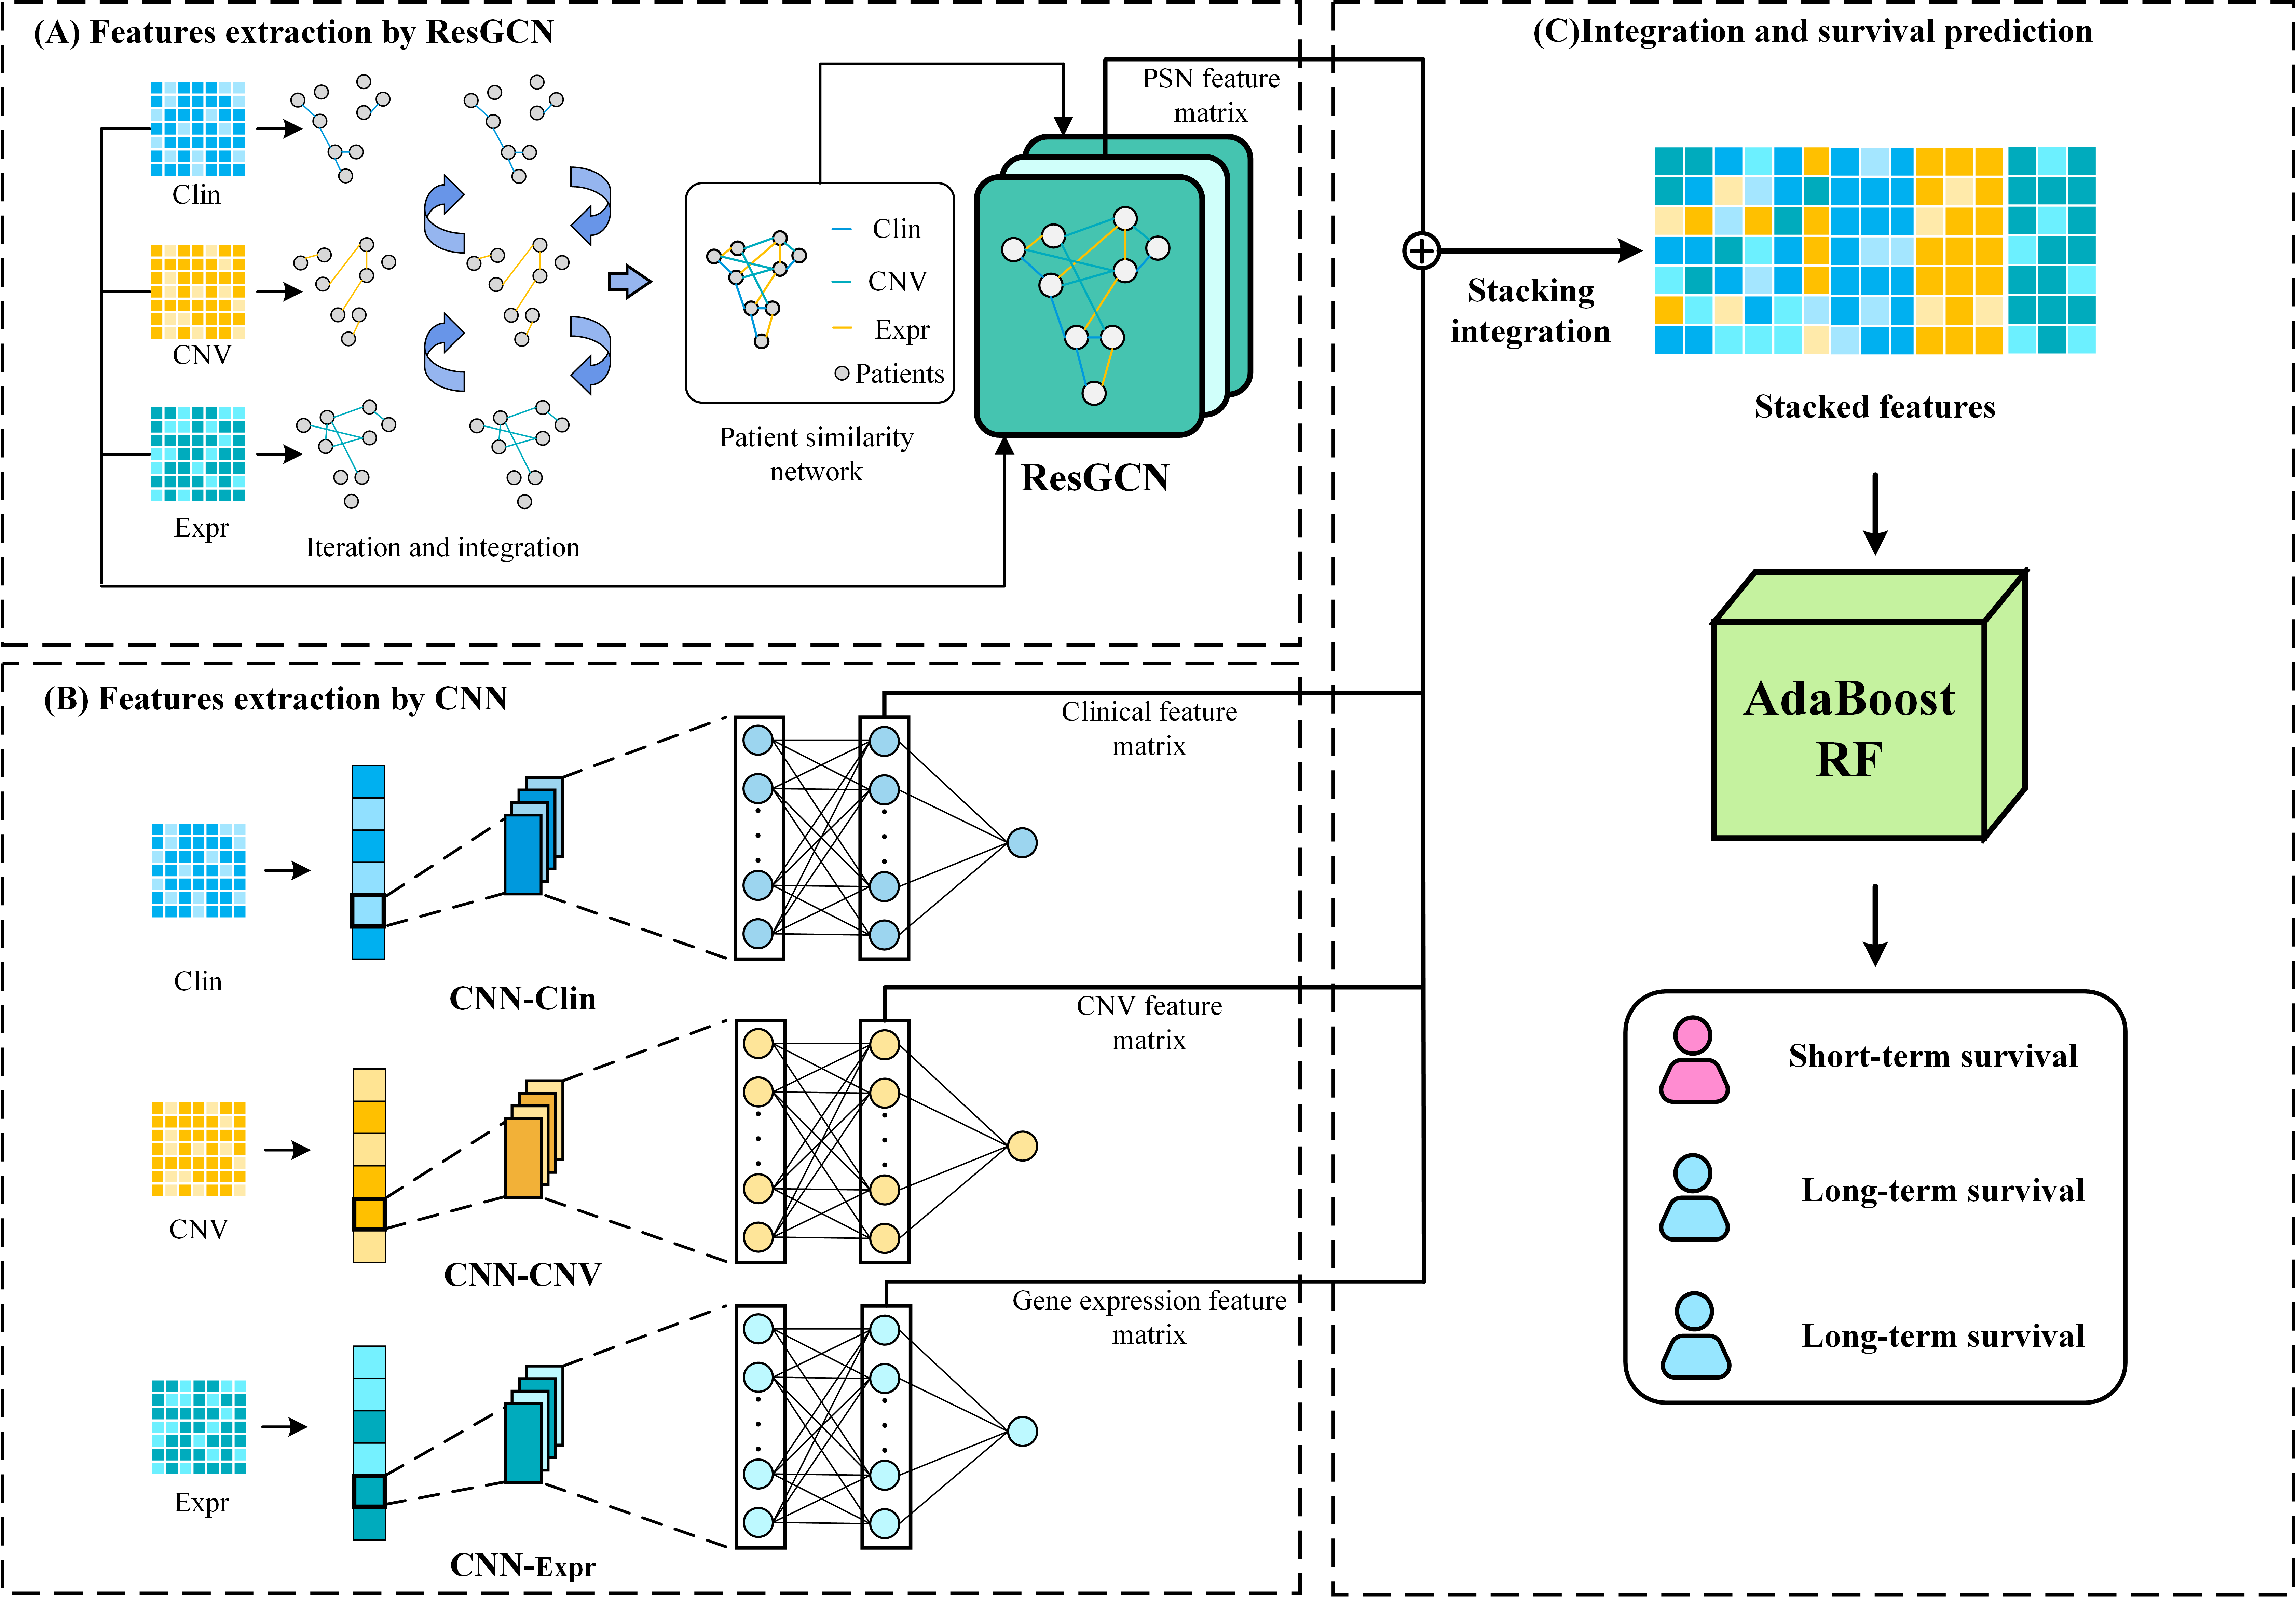 (A) Features extraction by ResGCN
Clin
CNV
Expr
Iteration and integration
Clin
CNV
Expr
Patients
Patient similarity
network
PSN feature
matrix
ResGCN
(B) Features extraction by CNN
Clin
CNN-Clin
Clinical feature
matrix
CNV
CNN-CNV
CNV feature
matrix
Expr
CNN-Expr
Gene expression feature
matrix
(C)Integration and survival prediction
Stacking
integration
Stacked features
AdaBoost
RF
Short-term survival
Long-term survival
Long-term survival